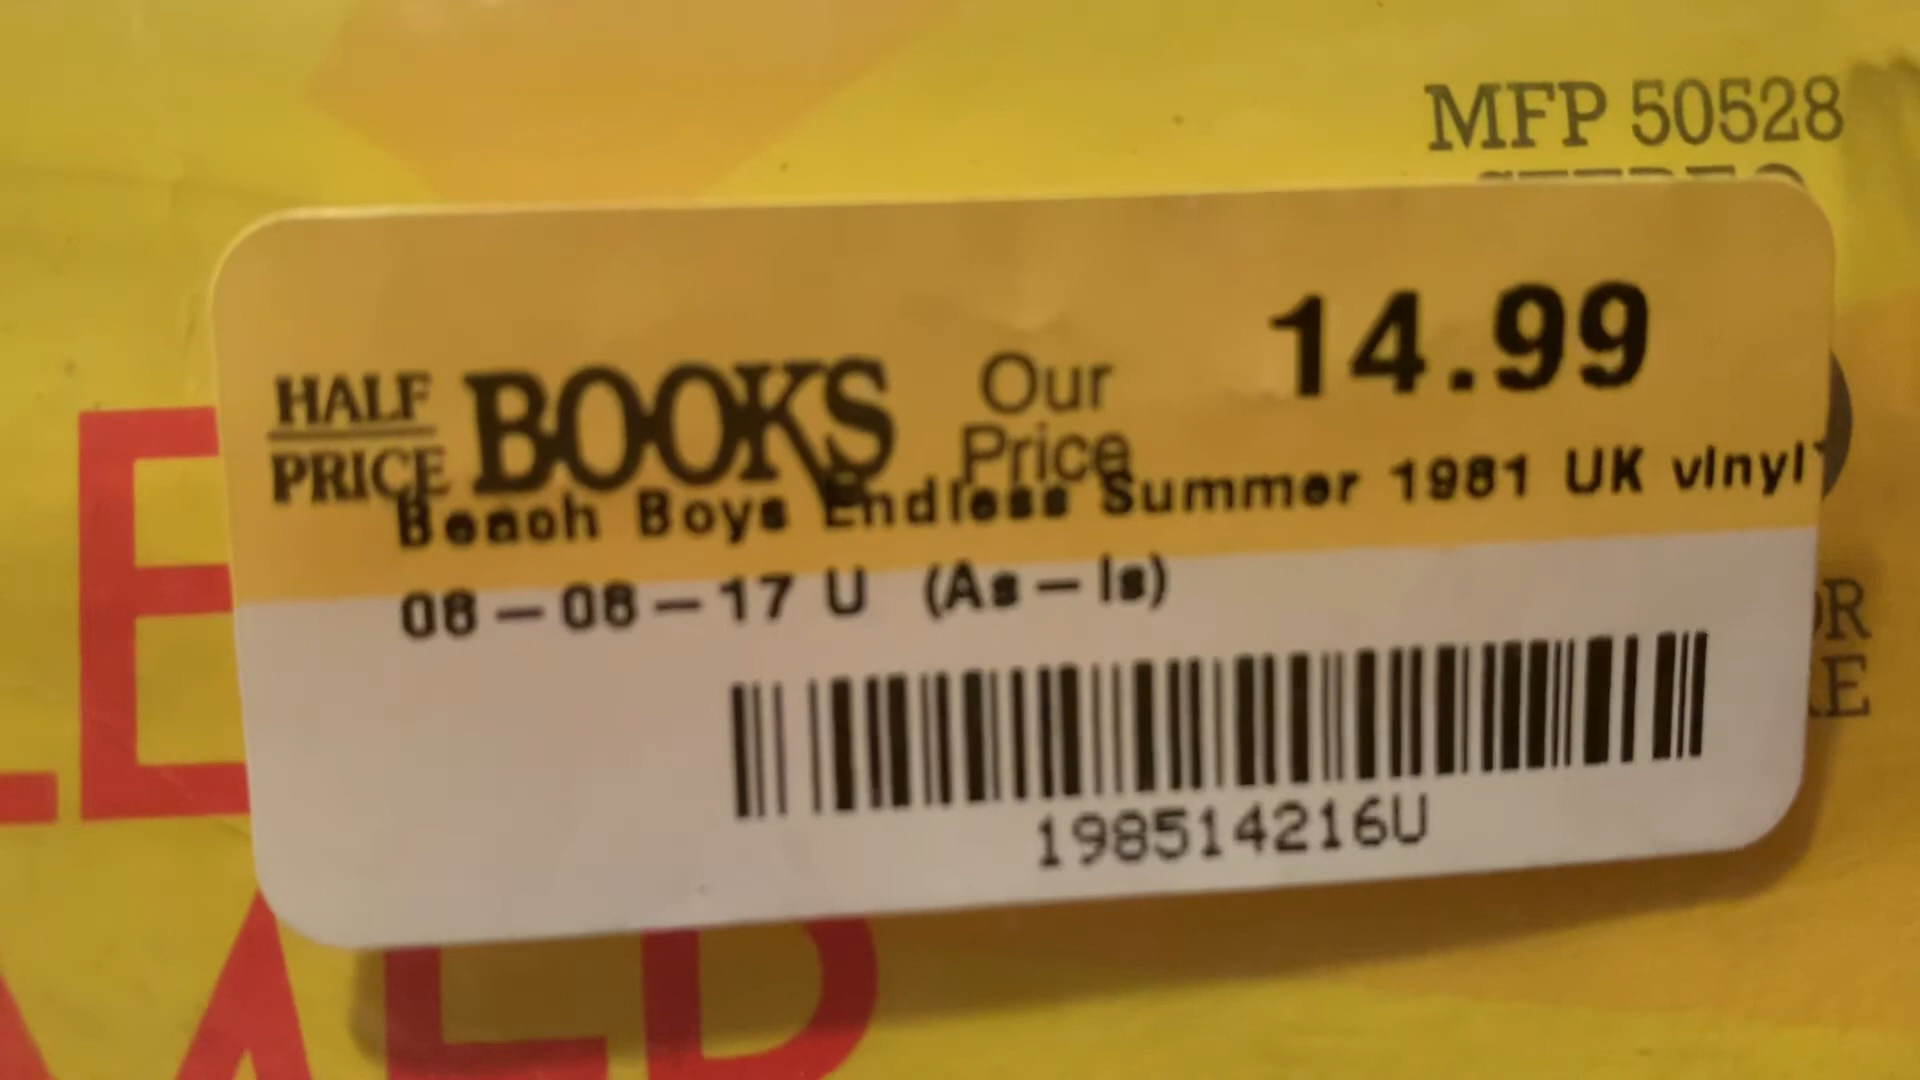 MFP 50528
STEREO
HALF PRICE BOOKS
Our Price
14.99
Beach Boys Endless Summer 1981 UK vinyl
08-08-17 U (As-Is)
198514216U